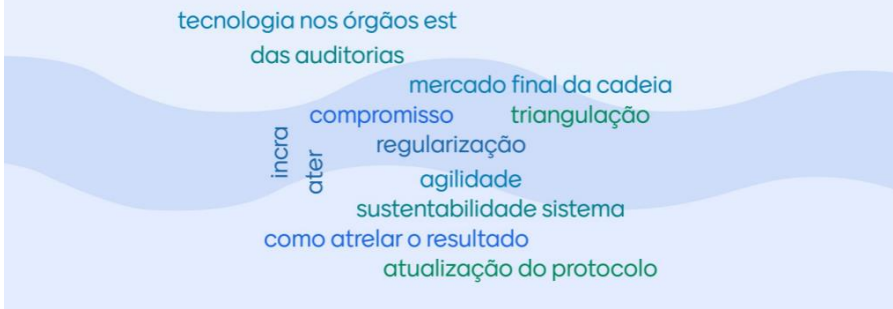 tecnologia nos órgãos est
das auditorias
mercado final da cadeia
compromisso
triangulação
incra
ater
regularização
agilidade
sustentabilidade sistema
como atrelar o resultado
atualização do protocolo